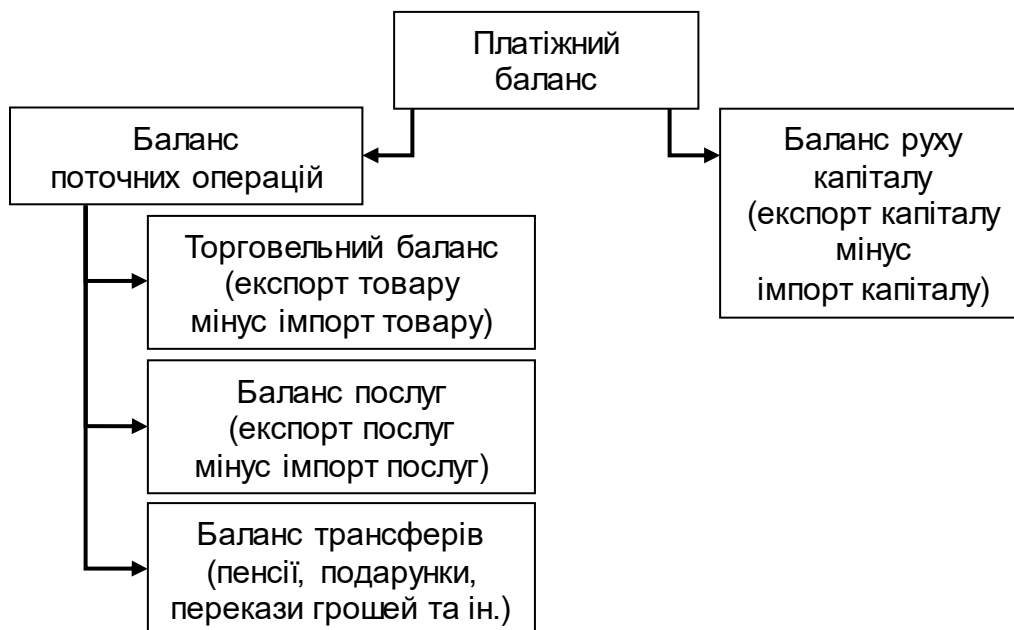 Платіжний
баланс
Баланс
поточних операцій
Баланс руху
капіталу
(експорт капіталу
мінус
імпорт капіталу)
Торговельний баланс
(експорт товару
мінус імпорт товару)
Баланс послуг
(експорт послуг
мінус імпорт послуг)
Баланс трансферів
(пенсії, подарунки,
перекази грошей та ін.)